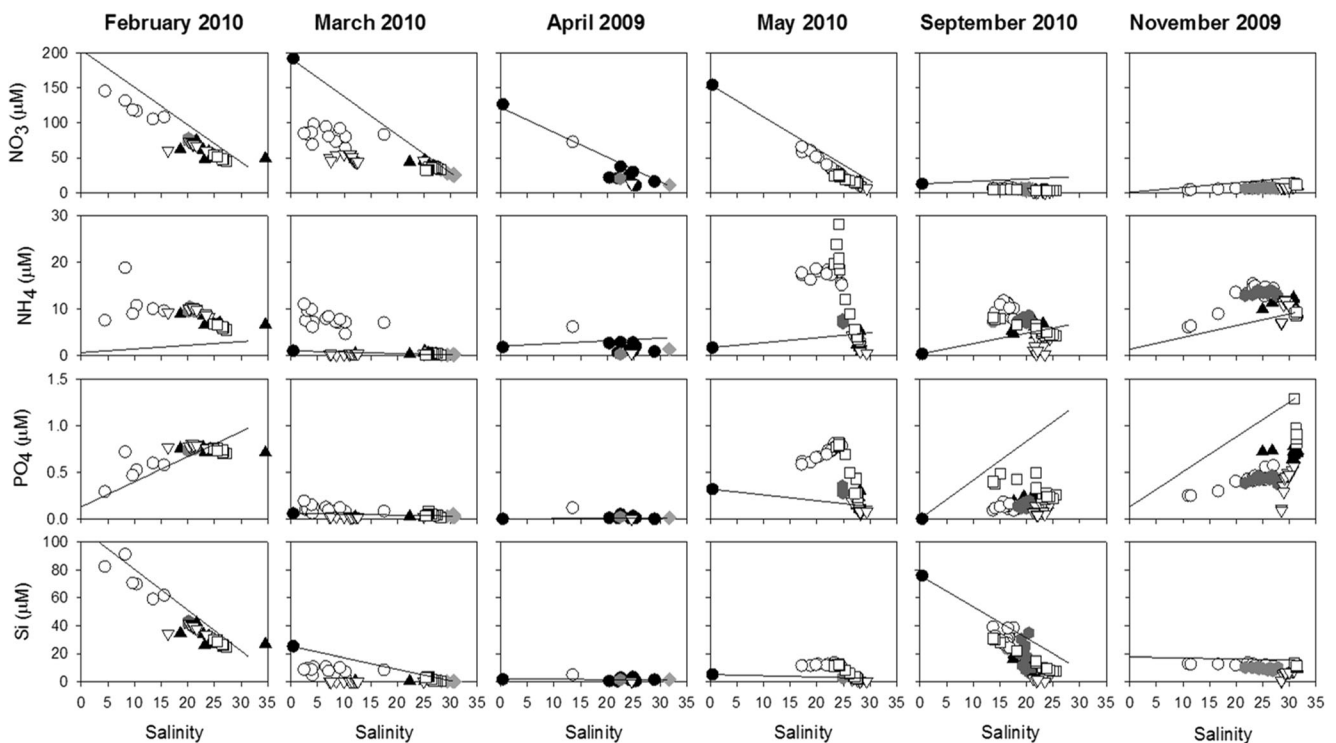 February 2010 March 2010 April 2009 May 2010 September 2010 November 2009
200
150
100
50
0
NO3 (µM)
30
20
10
0
NH4 (µM)
1.5
1.0
0.5
0.0
PO4 (µM)
100
80
60
40
20
0
Si (µM)
0 5 10 15 20 25 30 35 0 5 10 15 20 25 30 35 0 5 10 15 20 25 30 35 0 5 10 15 20 25 30 35 0 5 10 15 20 25 30 35 0 5 10 15 20 25 30 35
Salinity Salinity Salinity Salinity Salinity Salinity